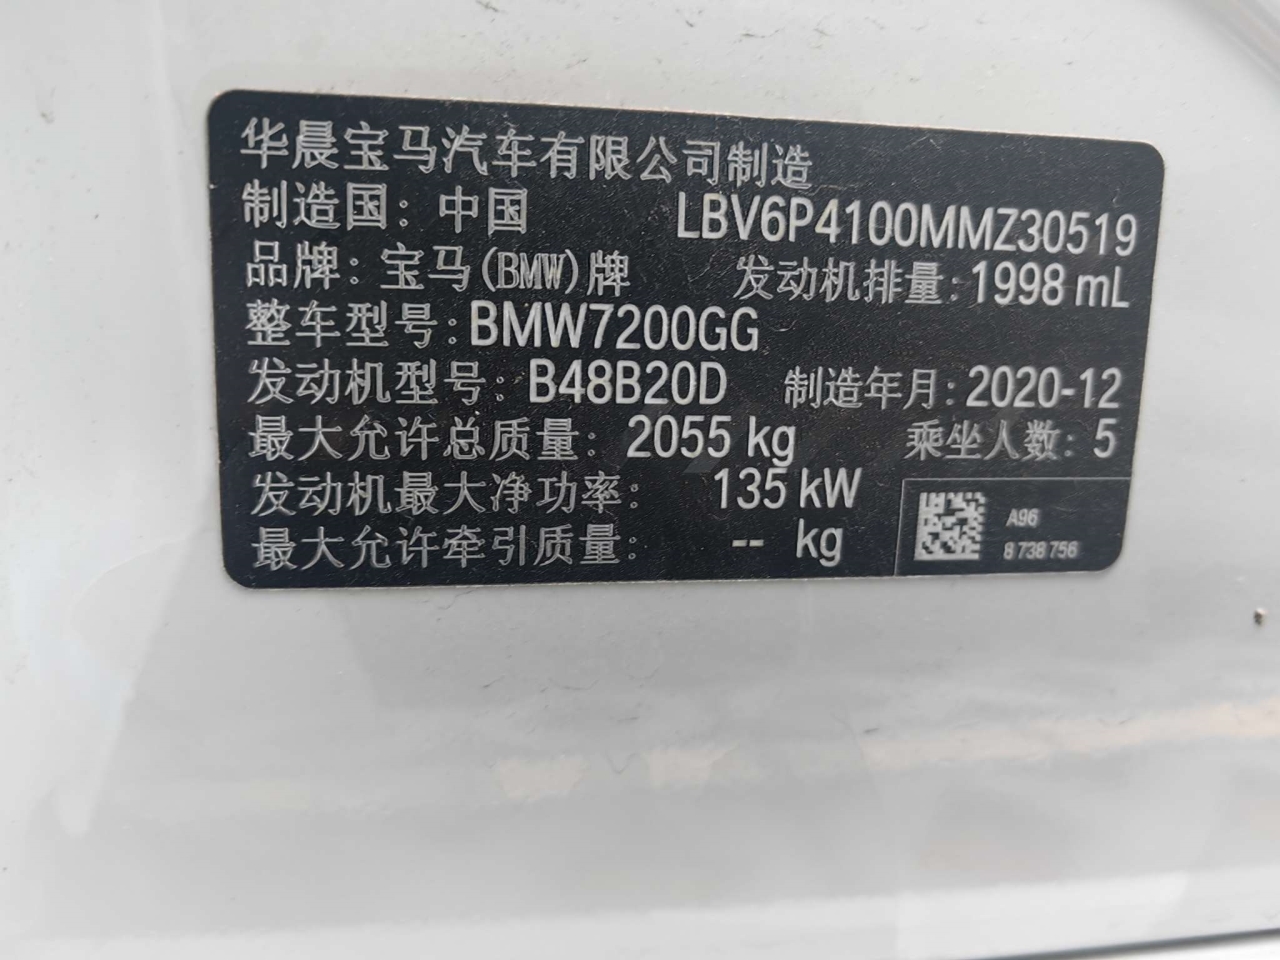 华晨宝马汽车有限公司制造
制造国：中国 LBV6P4100MMZ30519
品牌：宝马(BMW)牌 发动机排量:1998 mL
整车型号:BMW7200GG
发动机型号：B48B20D 制造年月:2020-12
最大允许总质量：2055 kg 乘坐人数：5
发动机最大净功率：135 kW
最大允许牵引质量：-- kg
A96
8 738 756